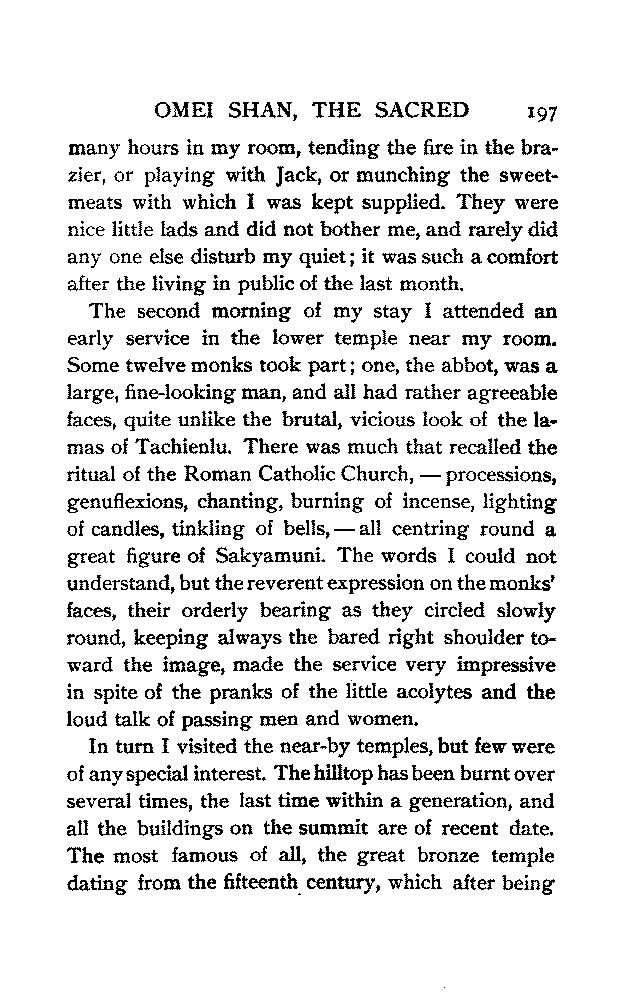 OMEI SHAN, THE SACRED 197
many hours in my room, tending the fire in the bra-
zier, or playing with Jack, or munching the sweet-
meats with which I was kept supplied. They were
nice little lads and did not bother me, and rarely did
any one else disturb my quiet; it was such a comfort
after the living in public of the last month.
The second morning of my stay I attended an
early service in the lower temple near my room.
Some twelve monks took part; one, the abbot, was a
large, fine-looking man, and all had rather agreeable
faces, quite unlike the brutal, vicious look of the la-
mas of Tachienlu. There was much that recalled the
ritual of the Roman Catholic Church, — processions,
genuflexions, chanting, burning of incense, lighting
of candles, tinkling of bells, — all centring round a
great figure of Sakyamuni. The words I could not
understand, but the reverent expression on the monks'
faces, their orderly bearing as they circled slowly
round, keeping always the bared right shoulder to-
ward the image, made the service very impressive
in spite of the pranks of the little acolytes and the
loud talk of passing men and women.
In turn I visited the near-by temples, but few were
of any special interest. The hilltop has been burnt over
several times, the last time within a generation, and
all the buildings on the summit are of recent date.
The most famous of all, the great bronze temple
dating from the fifteenth century, which after being